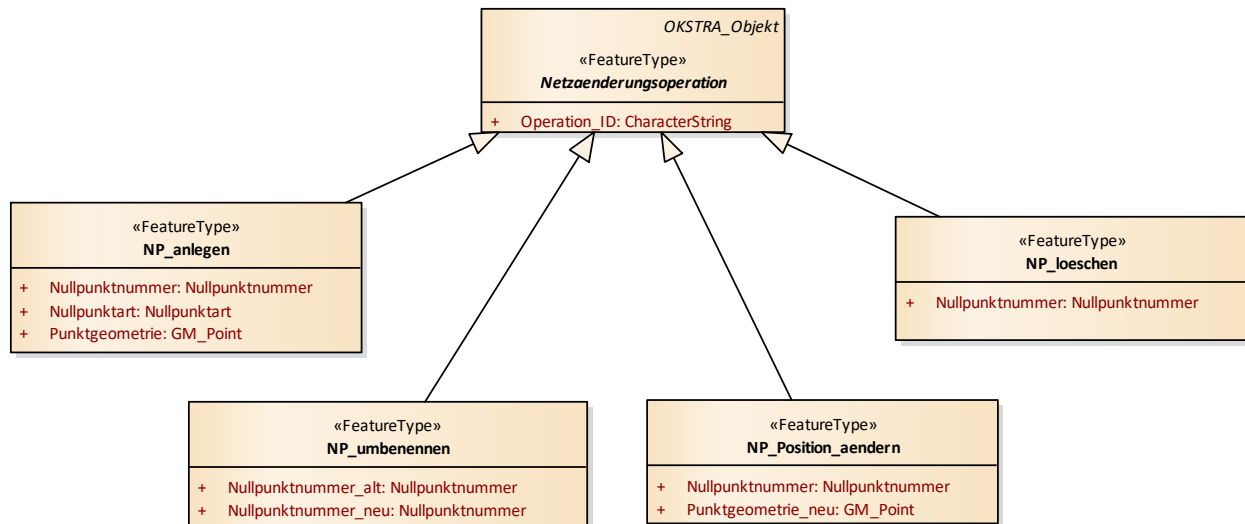 OKSTRA_Objekt
«FeatureType»
Netzaenderungsoperation
+ Operation_ID: CharacterString
«FeatureType»
NP_anlegen
+ Nullpunktnummer: Nullpunktnummer
+ Nullpunktart: Nullpunktart
+ Punktgeometrie: GM_Point
«FeatureType»
NP_loeschen
+ Nullpunktnummer: Nullpunktnummer
«FeatureType»
NP_umbenennen
+ Nullpunktnummer_alt: Nullpunktnummer
+ Nullpunktnummer_neu: Nullpunktnummer
«FeatureType»
NP_Position_aendern
+ Nullpunktnummer: Nullpunktnummer
+ Punktgeometrie_neu: GM_Point